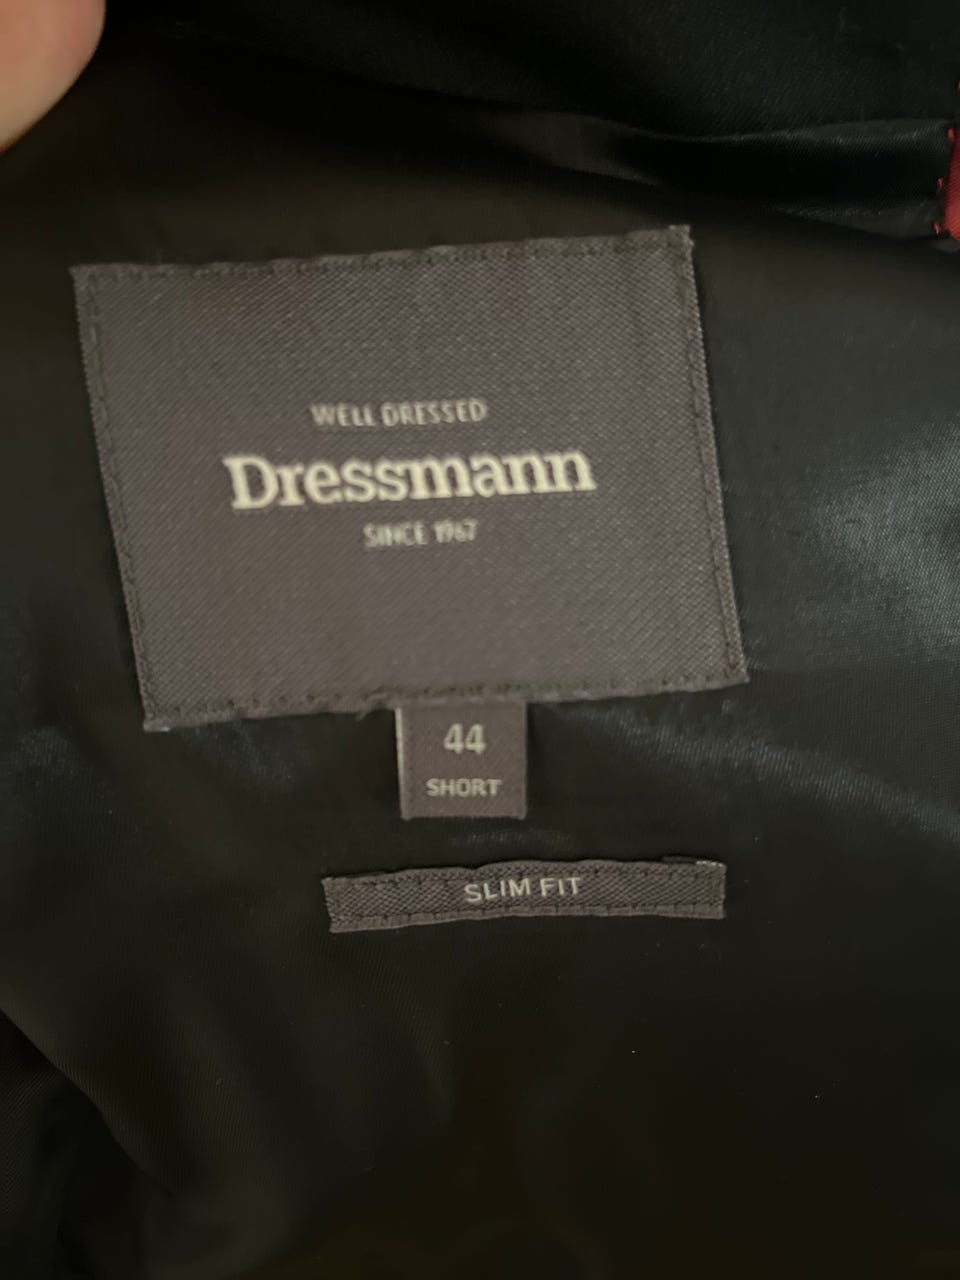 WELL DRESSED
Dressmann
SINCE 1967
44
SHORT
SLIM FIT